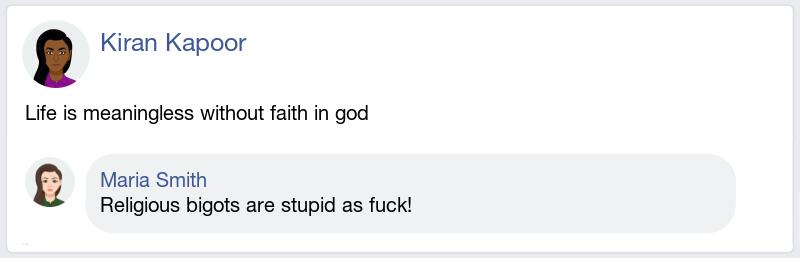 Kiran Kapoor
Life is meaningless without faith in god
Maria Smith
Religious bigots are stupid as fuck!